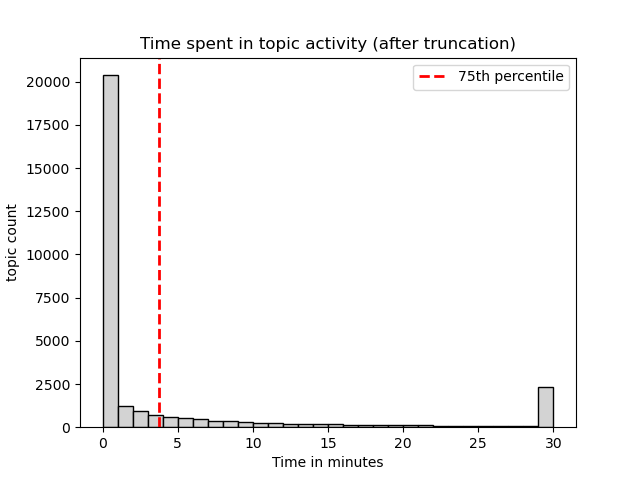 Time spent in topic activity (after truncation)
75th percentile
20000
17500
15000
12500
10000
7500
5000
2500
0
topic count
0 5 10 15 20 25 30
Time in minutes